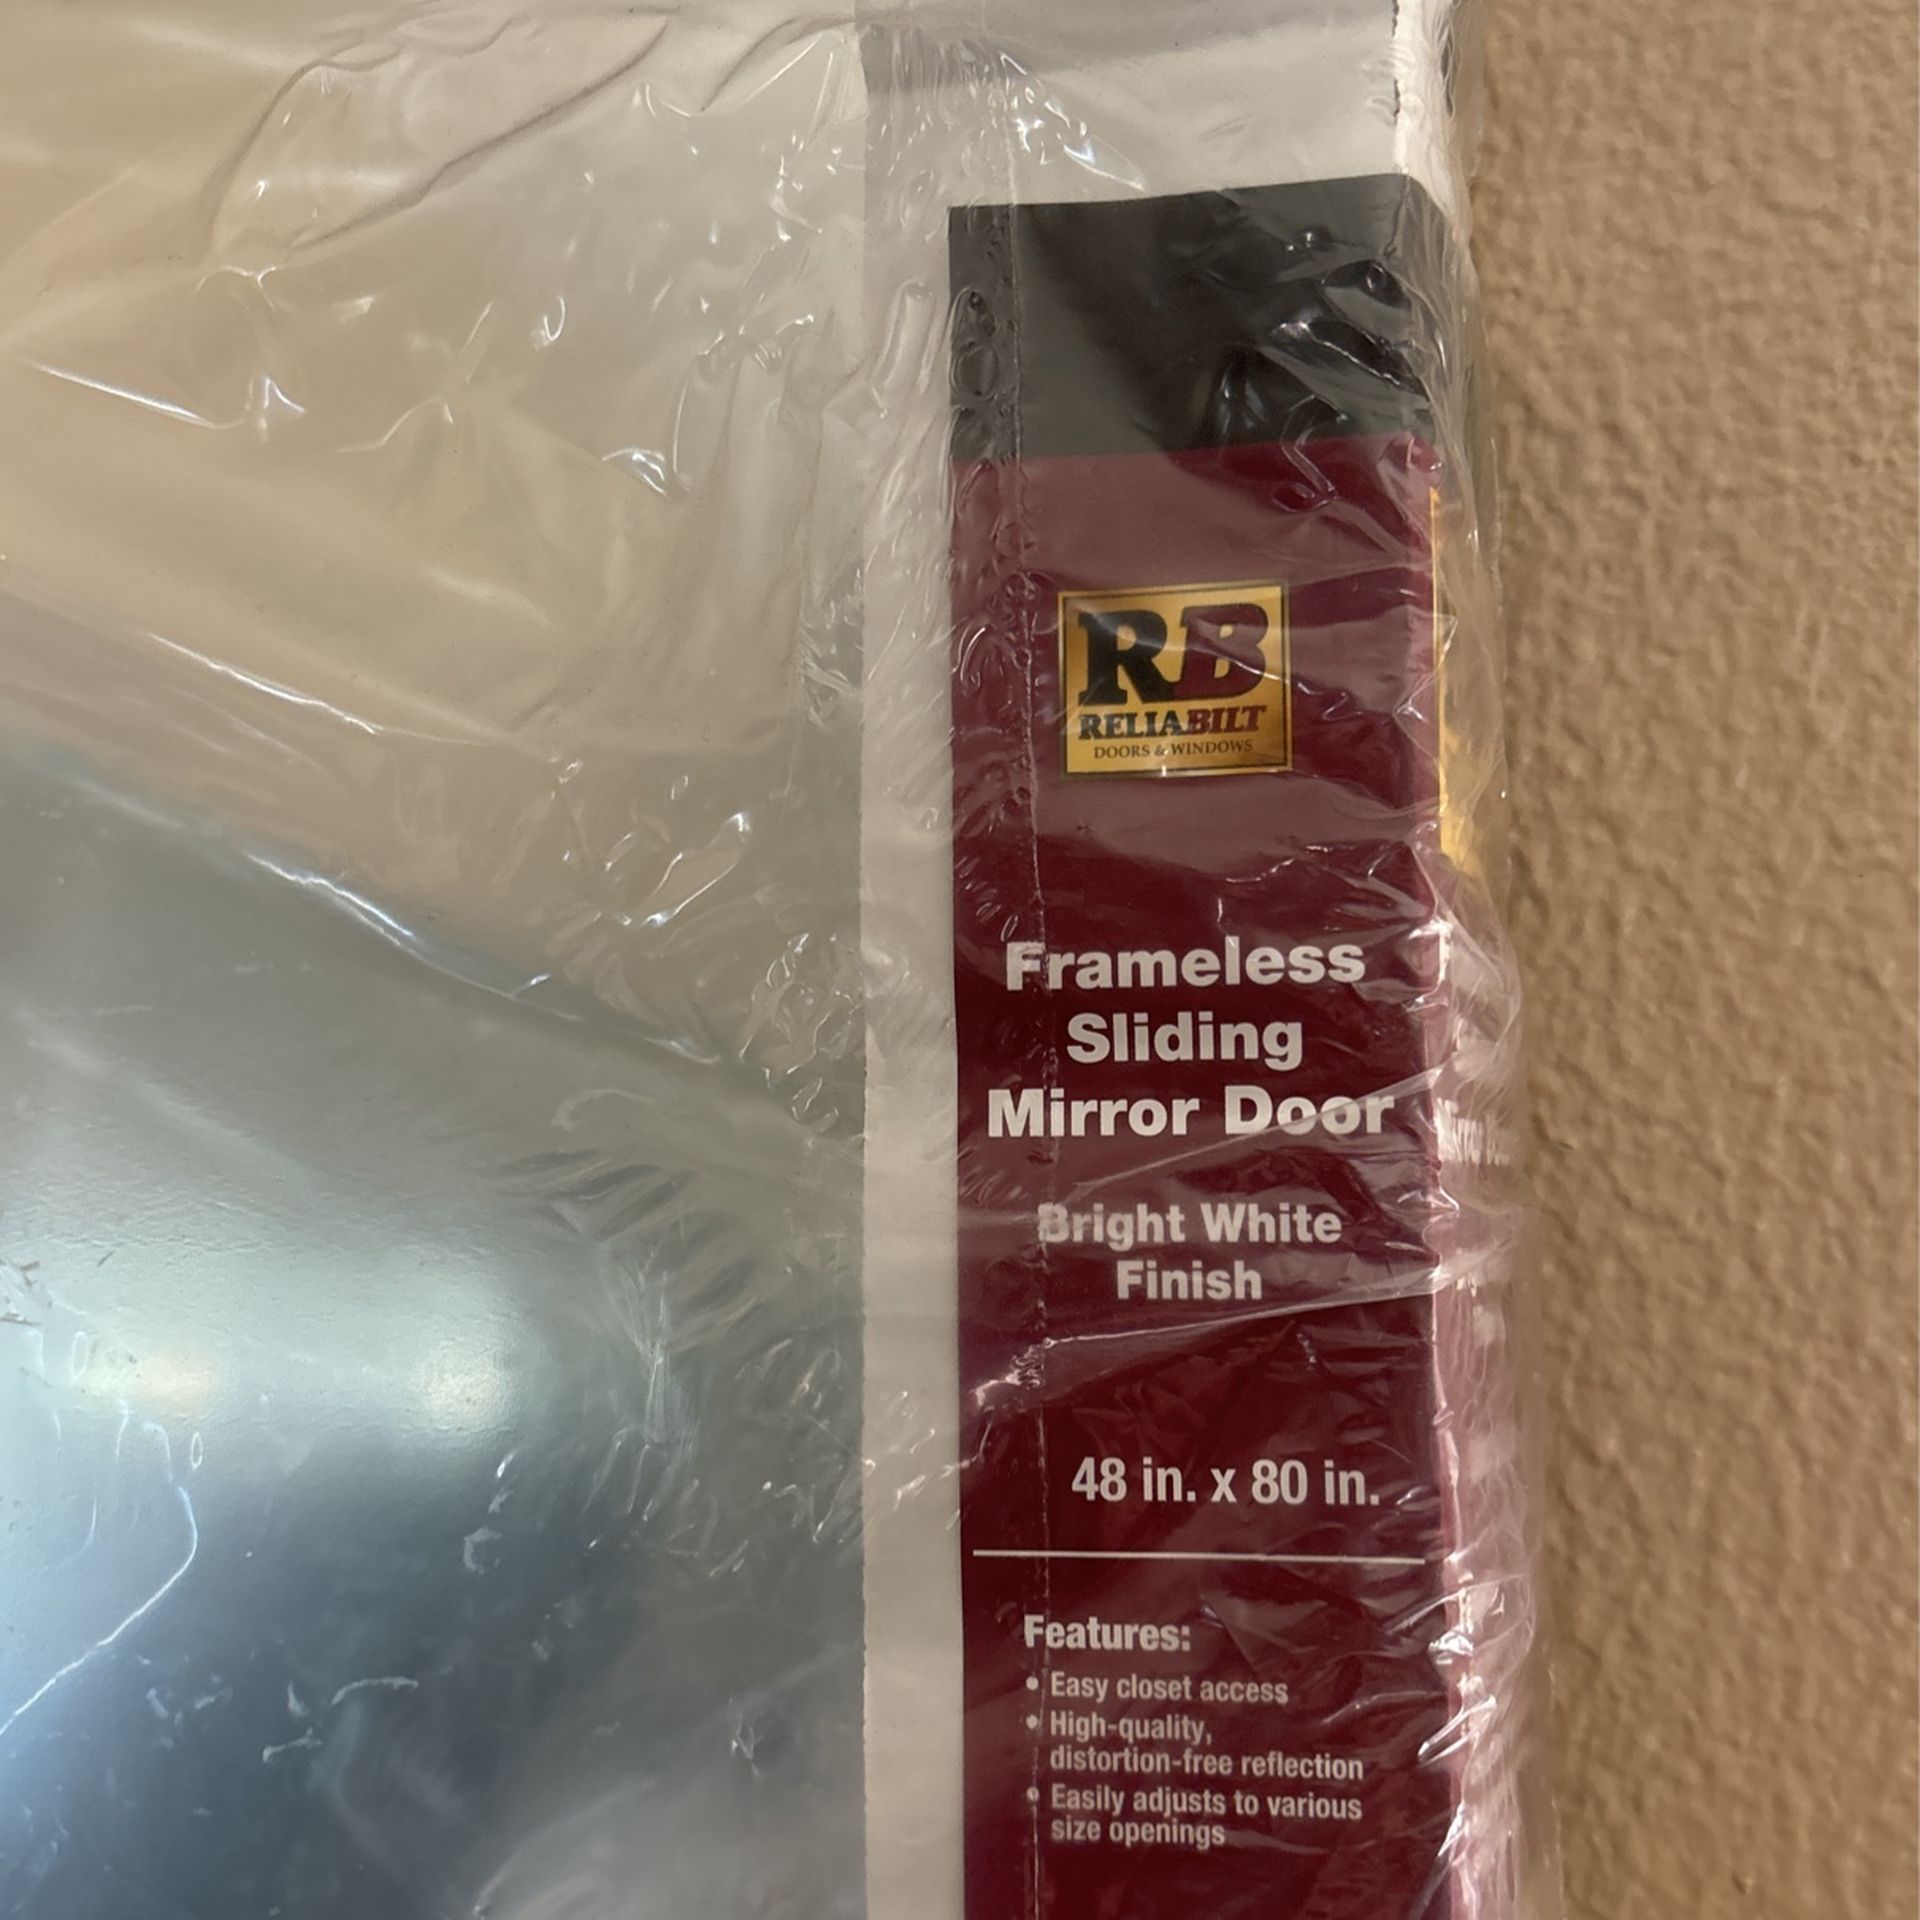 RB
RELIABILT
DOORS & WINDOWS
Frameless
Sliding
Mirror Door
Bright White
Finish
48 in. x 80 in.
Features:
• Easy closet access
• High-quality,
distortion-free reflection
• Easily adjusts to various
size openings